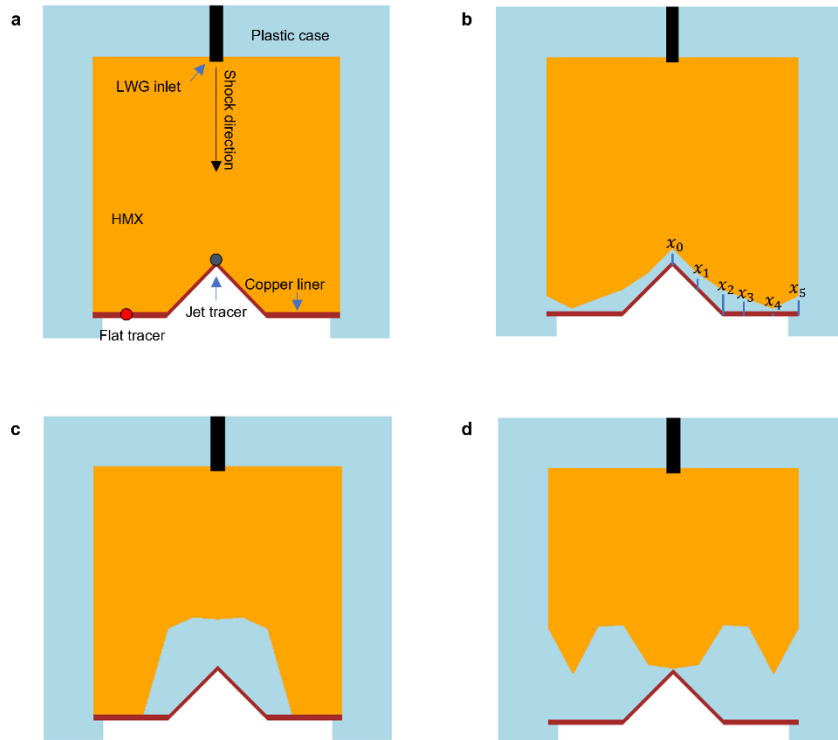 a
Plastic case
LWG inlet
Shock direction
HMX
Copper liner
Jet tracer
Flat tracer
b
x₀
x₁
x₂
x₃
x₄
x₅
c
d